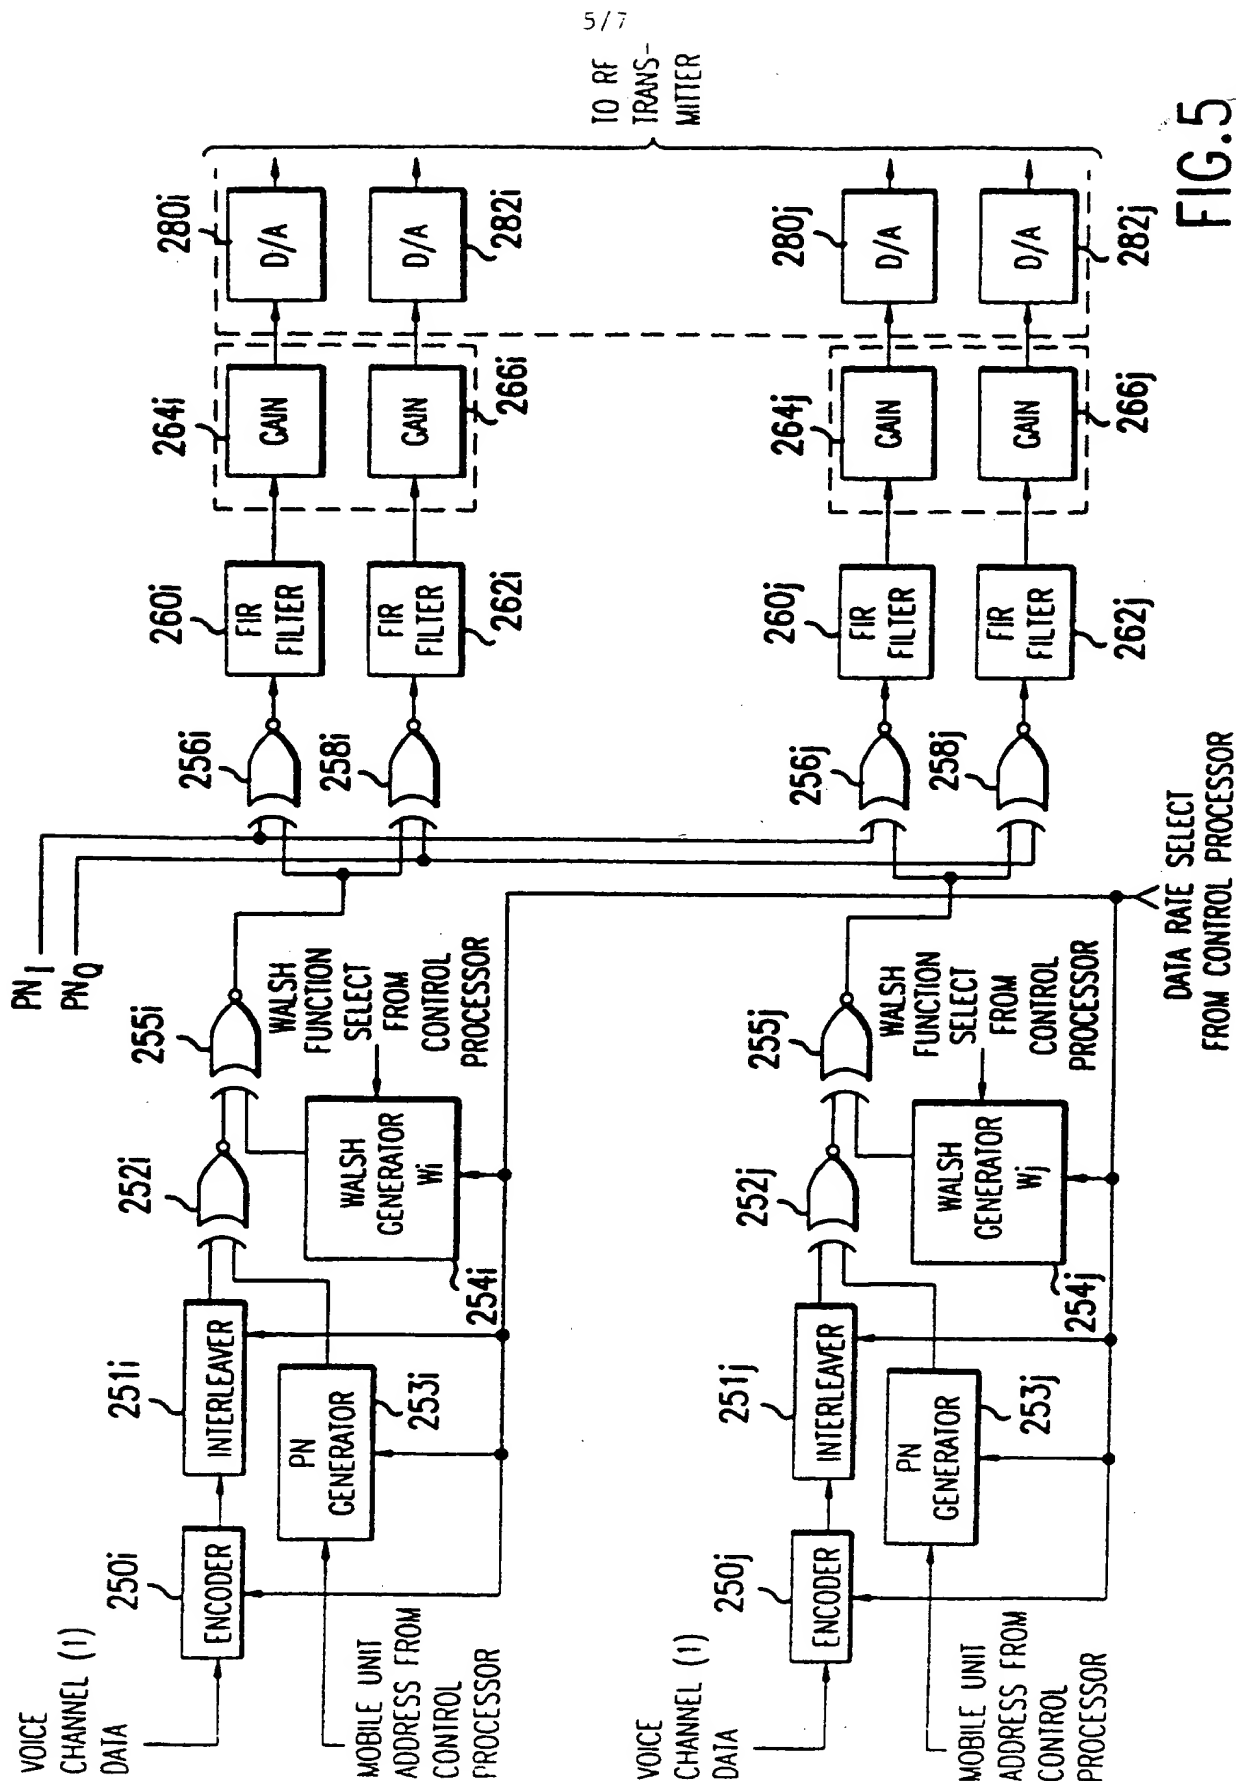 5/7
PNI
PNQ
VOICE
CHANNEL (1)
DATA
250i
ENCODER
251i
INTERLEAVER
252i
255i
256i
260i
FIR
FILTER
264i
GAIN
280i
D/A
MOBILE UNIT
ADDRESS FROM
CONTROL
PROCESSOR
PN
GENERATOR
253i
WALSH
GENERATOR
Wi
254i
WALSH
FUNCTION
SELECT
FROM
CONTROL
PROCESSOR
258i
FIR
FILTER
262i
GAIN
266i
D/A
282i
TO RF
TRANS-
MITTER
VOICE
CHANNEL (1)
DATA
250j
ENCODER
251j
INTERLEAVER
252j
255j
256j
260j
FIR
FILTER
264j
GAIN
280j
D/A
MOBILE UNIT
ADDRESS FROM
CONTROL
PROCESSOR
PN
GENERATOR
253j
WALSH
GENERATOR
Wj
254j
WALSH
FUNCTION
SELECT
FROM
CONTROL
PROCESSOR
258j
FIR
FILTER
262j
GAIN
266j
D/A
282j
DATA RATE SELECT
FROM CONTROL PROCESSOR
FIG.5